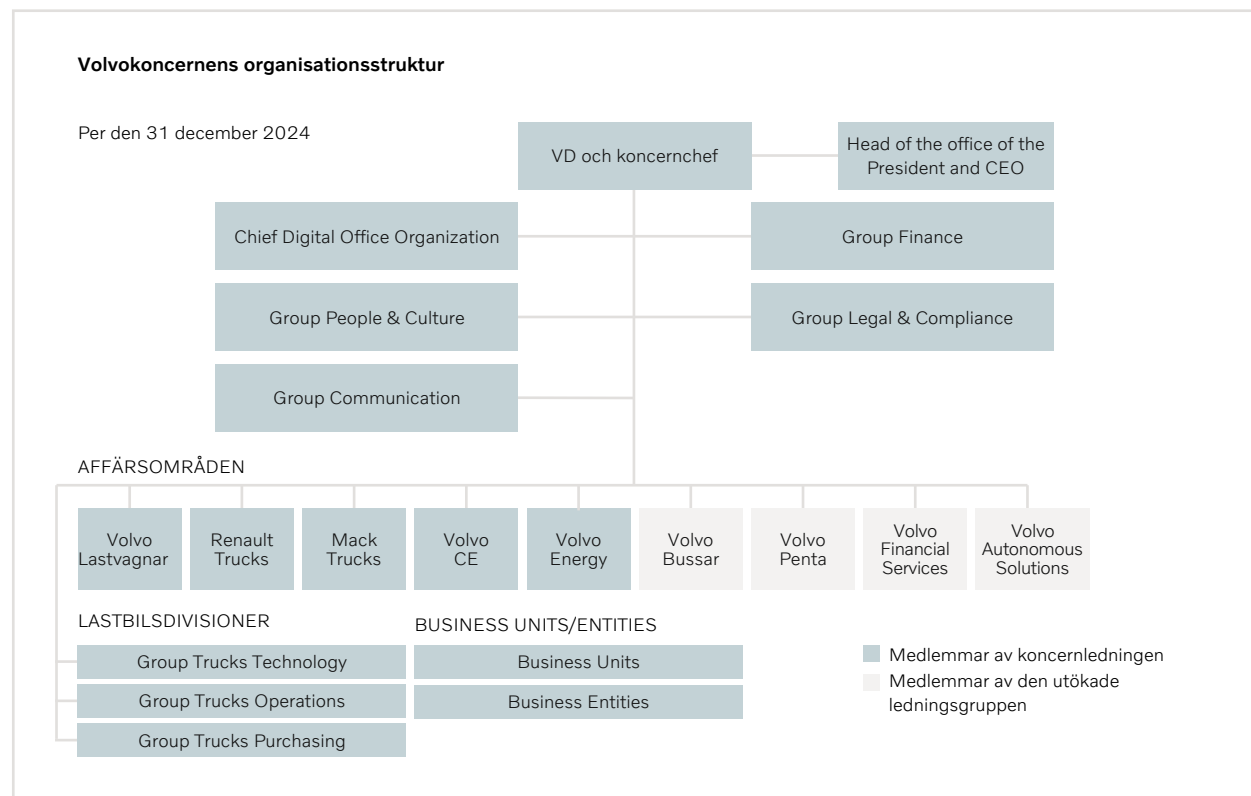 Volvokoncernens organisationsstruktur
Per den 31 december 2024
VD och koncernchef
Head of the office of the
President and CEO
Chief Digital Office Organization
Group Finance
Group People & Culture
Group Legal & Compliance
Group Communication
AFFÄRSOMRÅDEN
Volvo
Lastvagnar
Renault
Trucks
Mack
Trucks
Volvo
CE
Volvo
Energy
Volvo
Bussar
Volvo
Penta
Volvo
Financial
Services
Volvo
Autonomous
Solutions
LASTBILSDIVISIONER
Group Trucks Technology
Group Trucks Operations
Group Trucks Purchasing
BUSINESS UNITS/ENTITIES
Business Units
Business Entities
Medlemmar av koncernledningen
Medlemmar av den utökade
ledningsgruppen